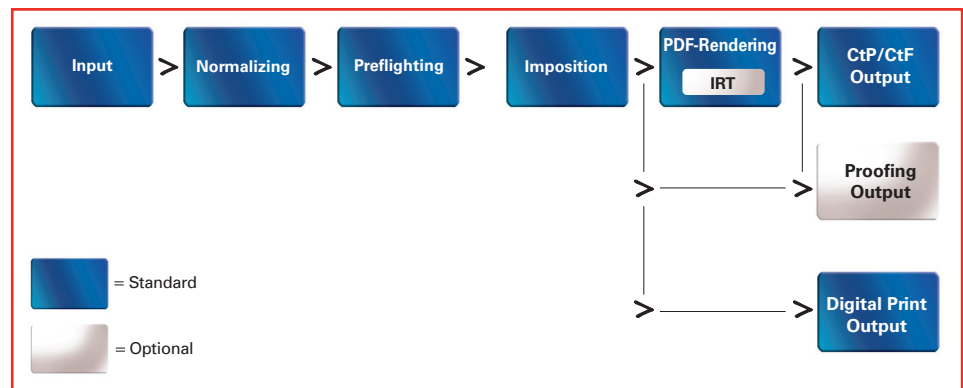 Input
Normalizing
Preflighting
Imposition
PDF-Rendering
IRT
CtP/CtF
Output
Proofing
Output
Digital Print
Output
= Standard
= Optional